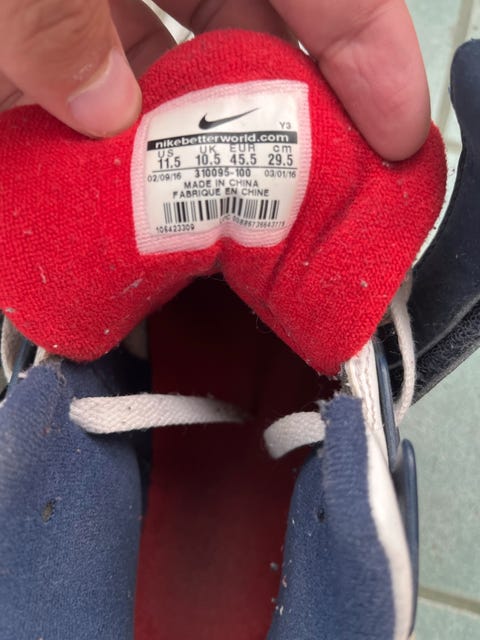 Y3
nikebetterworld.com
US UK EUR cm
11.5 10.5 45.5 29.5
02/09/16 310095-100 03/01/16
MADE IN CHINA
FABRIQUE EN CHINE
106423309